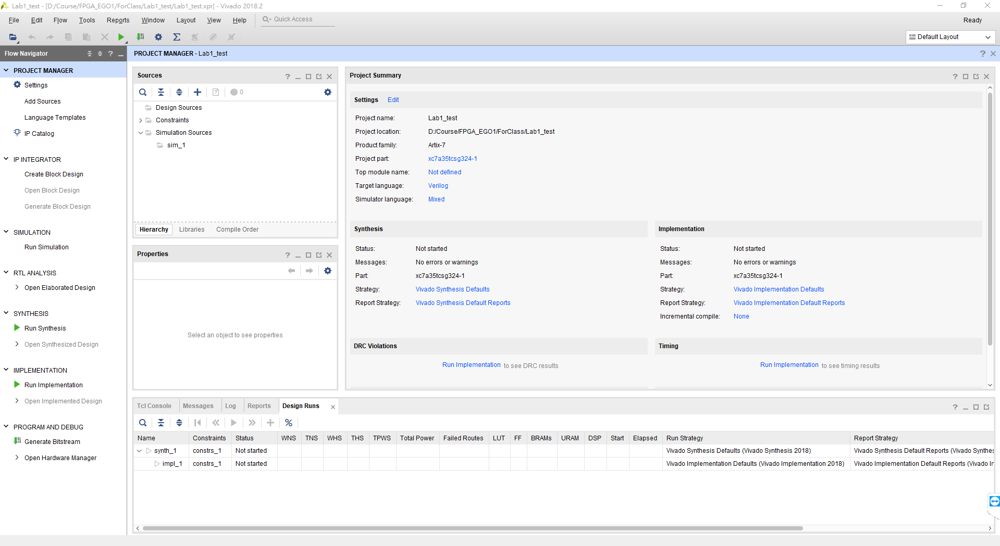 Lab1_test - [D:/Course/FPGA_EGO1/ForClass/Lab1_test/Lab1_test.xpr] - Vivado 2018.2
File Edit Flow Tools Reports Window Layout View Help Quick Access Ready
Default Layout
Flow Navigator
PROJECT MANAGER
Settings
Add Sources
Language Templates
IP Catalog
IP INTEGRATOR
Create Block Design
Open Block Design
Generate Block Design
SIMULATION
Run Simulation
RTL ANALYSIS
Open Elaborated Design
SYNTHESIS
Run Synthesis
Open Synthesized Design
IMPLEMENTATION
Run Implementation
Open Implemented Design
PROGRAM AND DEBUG
Generate Bitstream
Open Hardware Manager
PROJECT MANAGER - Lab1_test
Sources
0
Design Sources
Constraints
Simulation Sources
sim_1
Hierarchy Libraries Compile Order
Properties
Select an object to see properties
Project Summary
Settings Edit
Project name: Lab1_test
Project location: D:/Course/FPGA_EGO1/ForClass/Lab1_test
Product family: Artix-7
Project part: xc7a35tcsg324-1
Top module name: Not defined
Target language: Verilog
Simulator language: Mixed
Synthesis
Status: Not started
Messages: No errors or warnings
Part: xc7a35tcsg324-1
Strategy: Vivado Synthesis Defaults
Report Strategy: Vivado Synthesis Default Reports
Implementation
Status: Not started
Messages: No errors or warnings
Part: xc7a35tcsg324-1
Strategy: Vivado Implementation Defaults
Report Strategy: Vivado Implementation Default Reports
Incremental compile: None
DRC Violations
Run Implementation to see DRC results
Timing
Run Implementation to see timing results
Tcl Console Messages Log Reports Design Runs
Name Constraints Status WNS TNS WHS THS TPWS Total Power Failed Routes LUT FF BRAMs URAM DSP Start Elapsed Run Strategy Report Strategy
synth_1 constrs_1 Not started Vivado Synthesis Defaults (Vivado Synthesis 2018) Vivado Synthesis Default Reports (Vivado Synthes
impl_1 constrs_1 Not started Vivado Implementation Defaults (Vivado Implementation 2018) Vivado Implementation Default Reports (Vivado Ir